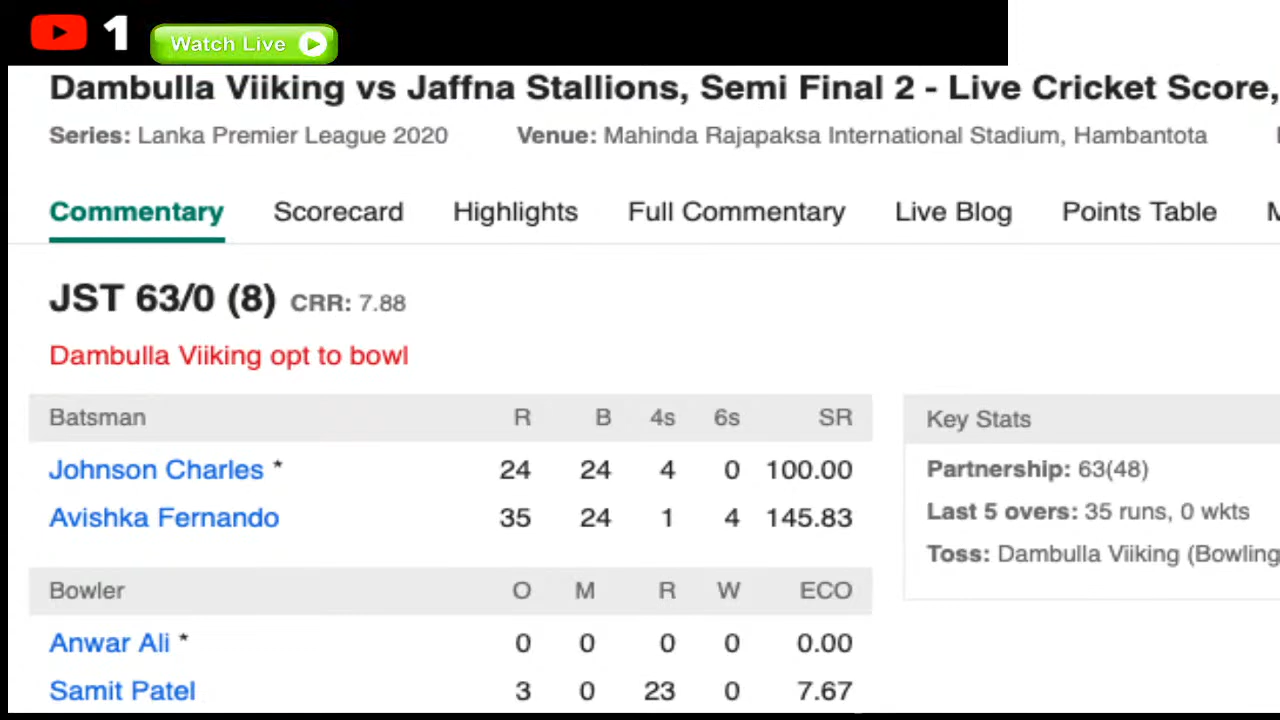 1 Watch Live
Dambulla Viiking vs Jaffna Stallions, Semi Final 2 - Live Cricket Score,
Series: Lanka Premier League 2020 Venue: Mahinda Rajapaksa International Stadium, Hambantota
Commentary Scorecard Highlights Full Commentary Live Blog Points Table
JST 63/0 (8) CRR: 7.88
Dambulla Viiking opt to bowl
Batsman R B 4s 6s SR
Johnson Charles * 24 24 4 0 100.00
Avishka Fernando 35 24 1 4 145.83
Bowler O M R W ECO
Anwar Ali * 0 0 0 0 0.00
Samit Patel 3 0 23 0 7.67
Key Stats
Partnership: 63(48)
Last 5 overs: 35 runs, 0 wkts
Toss: Dambulla Viiking (Bowling